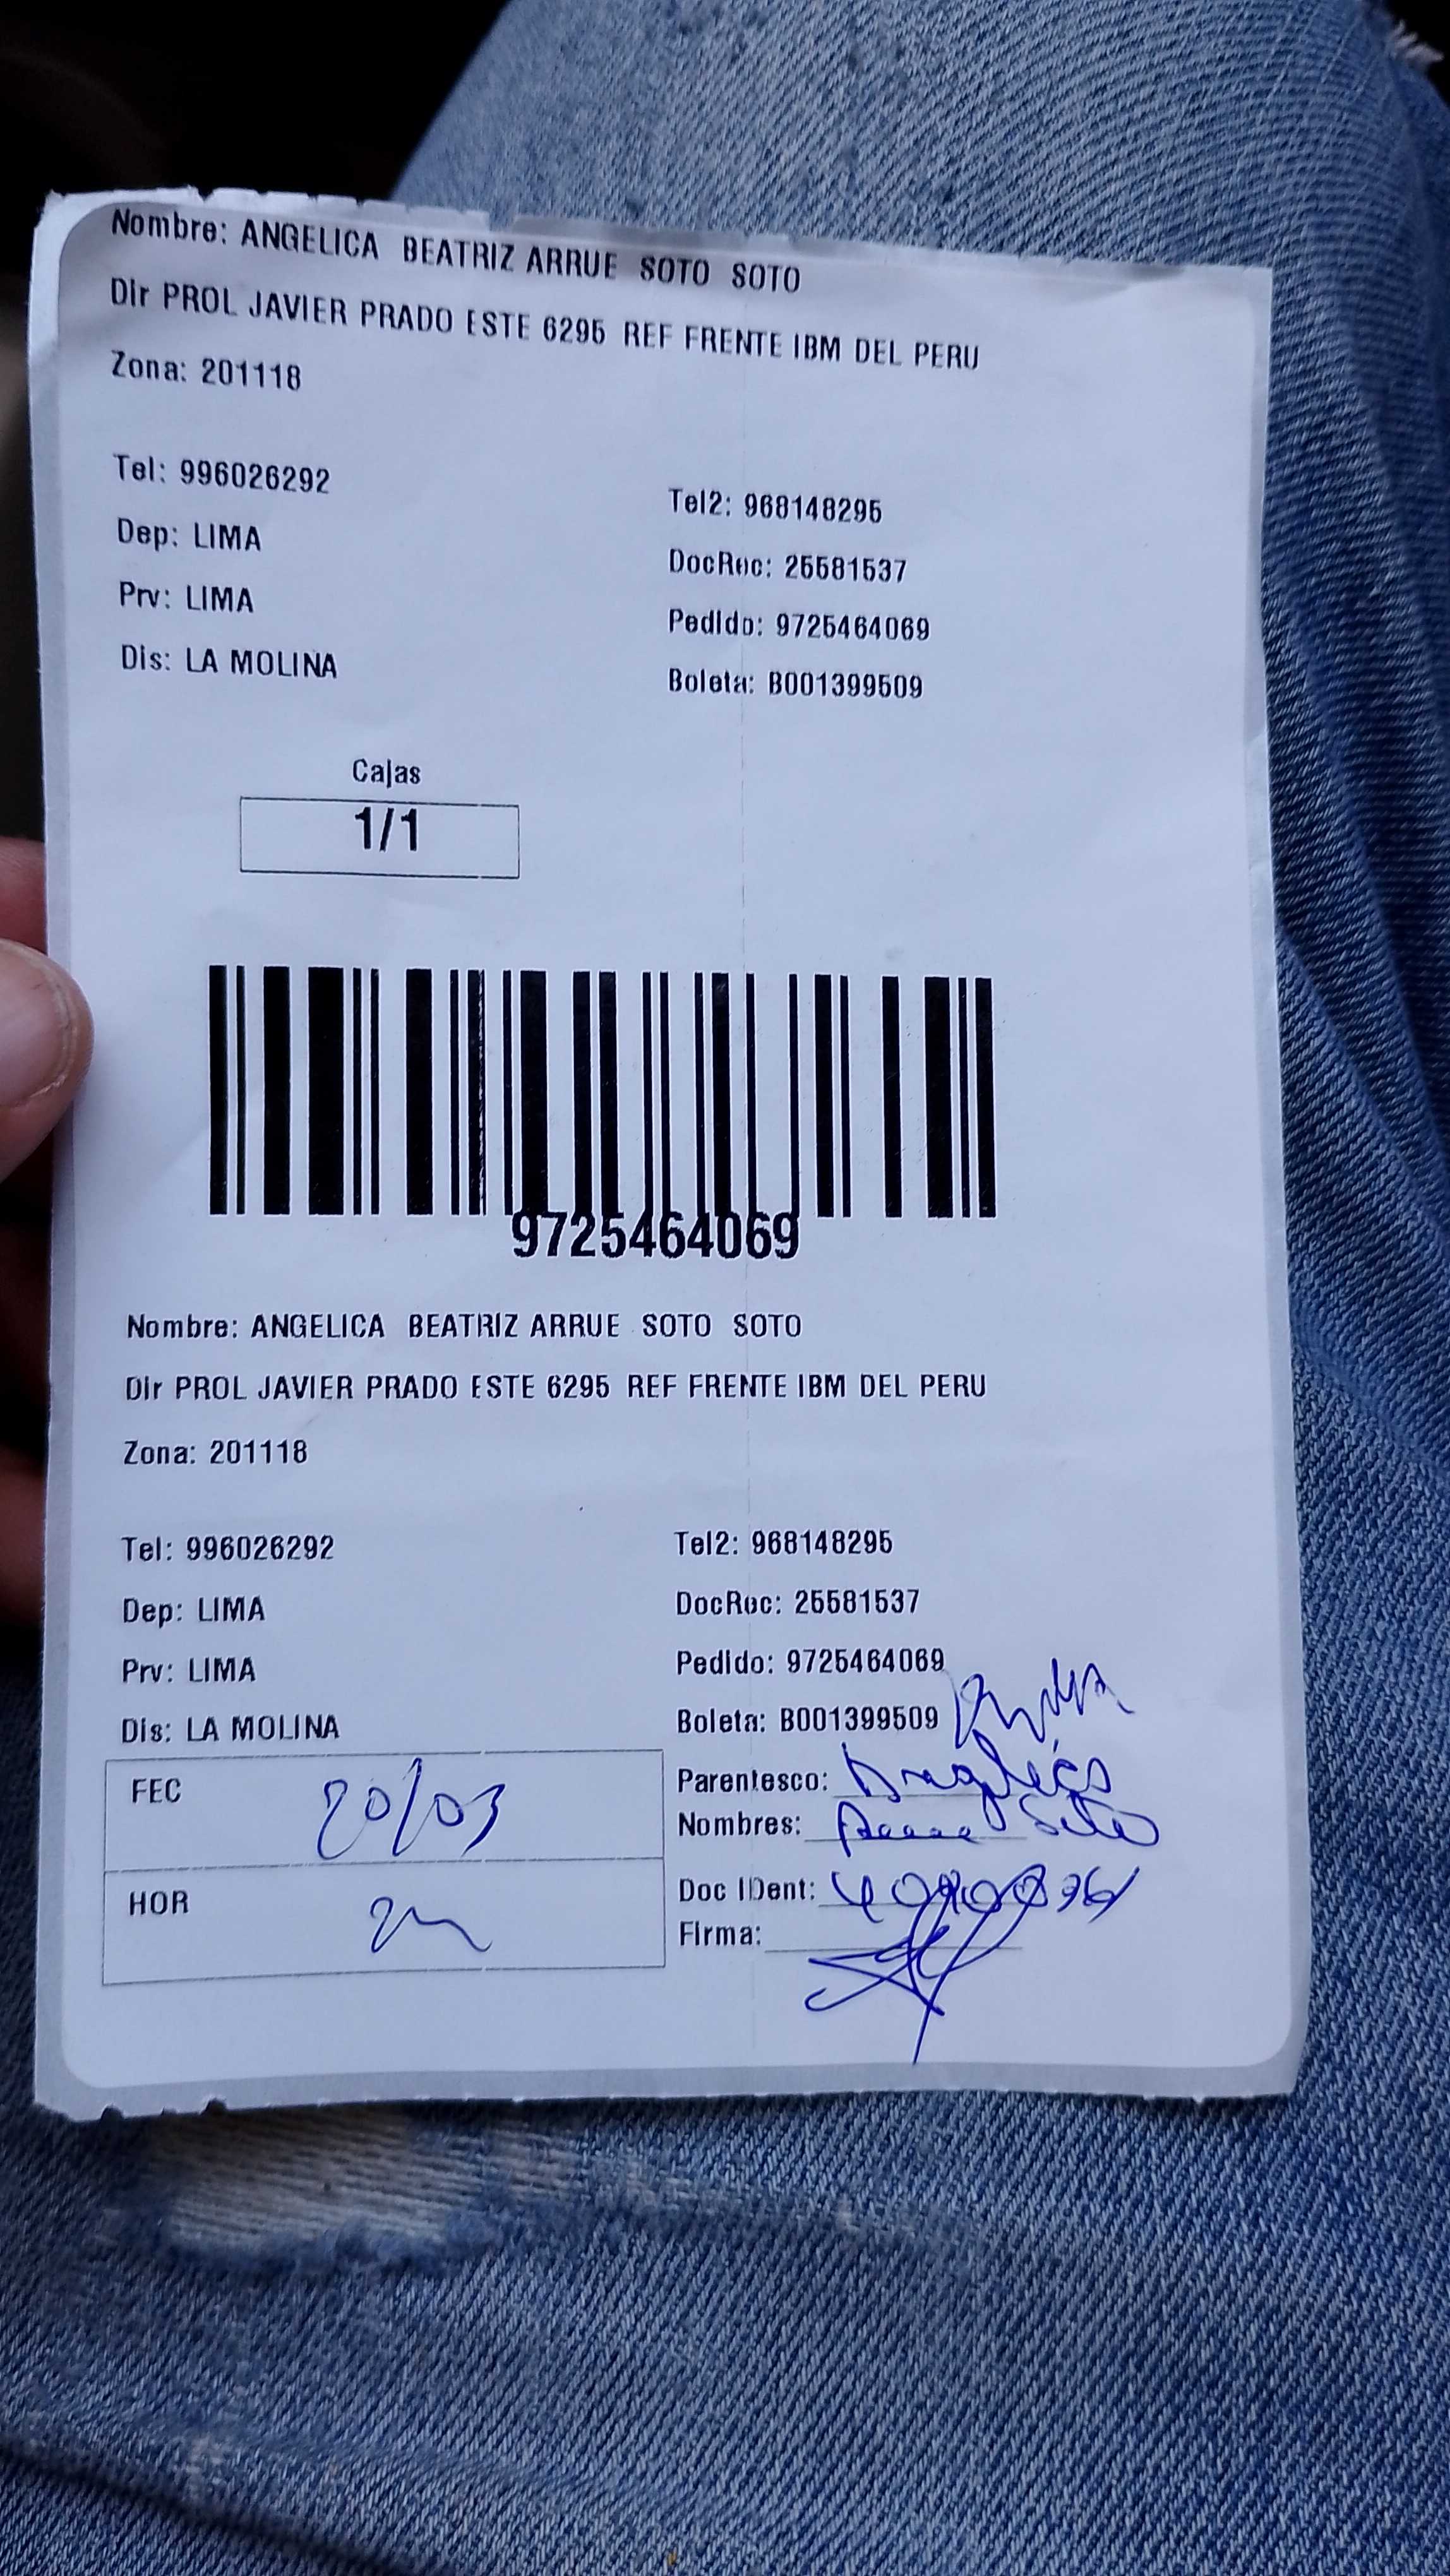 Nombre: ANGELICA BEATRIZ ARRUE SOTO SOTO
Dir PROL JAVIER PRADO ESTE 6295 REF FRENTE IBM DEL PERU
Zona: 201118
Tel: 996026292 Tel2: 968148295
Dep: LIMA DocRec: 25581537
Prv: LIMA Pedido: 9725464069
Dis: LA MOLINA Boleta: B001399509
Cajas
1/1
9725464069
Nombre: ANGELICA BEATRIZ ARRUE SOTO SOTO
Dir PROL JAVIER PRADO ESTE 6295 REF FRENTE IBM DEL PERU
Zona: 201118
Tel: 996026292 Tel2: 968148295
Dep: LIMA DocRec: 25581537
Prv: LIMA Pedido: 9725464069
Dis: LA MOLINA Boleta: B001399509
FEC 20/03 Parentesco:
Nombres: Soto
HOR Doc IDent:
Firma: